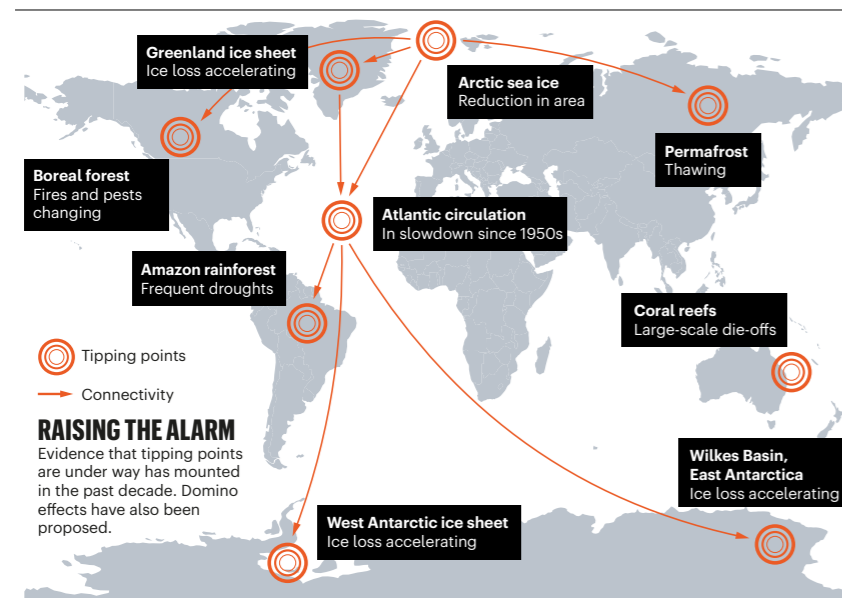 Greenland ice sheet
Ice loss accelerating
Arctic sea ice
Reduction in area
Permafrost
Thawing
Boreal forest
Fires and pests
changing
Atlantic circulation
In slowdown since 1950s
Amazon rainforest
Frequent droughts
Coral reefs
Large-scale die-offs
Tipping points
Connectivity
RAISING THE ALARM
Evidence that tipping points
are under way has mounted
in the past decade. Domino
effects have also been
proposed.
Wilkes Basin,
East Antarctica
Ice loss accelerating
West Antarctic ice sheet
Ice loss accelerating